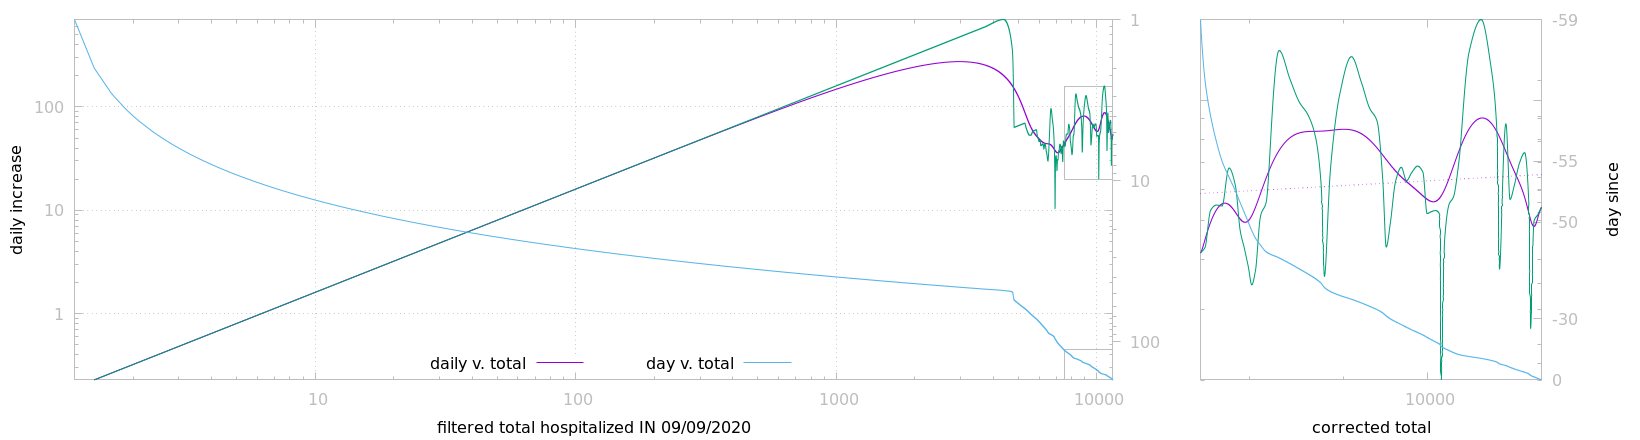 daily increase
100
10
1
1
10
100
daily v. total
day v. total
10
100
1000
10000
filtered total hospitalized IN 09/09/2020
-59
-55
-50
-30
0
day since
10000
corrected total